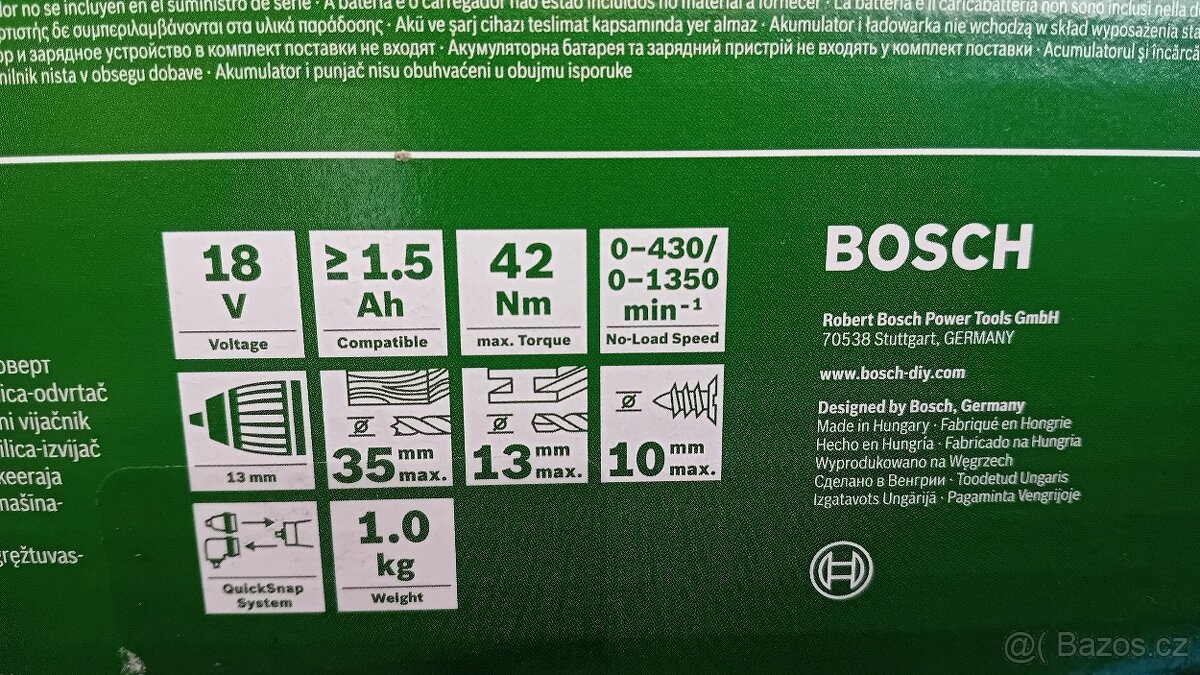 no se incluyen en el suministro de serie · A bateria e o carregador não estão incluídos no material a fornecer · La batteria e il caricabatteria non sono inclusi nella
δε συμπεριλαμβάνονται στα υλικά παράδοσης · Akü ve şarj cihazı teslimat kapsamında yer almaz · Akumulator i ładowarka nie wchodzą w skład wyposażenia
и зарядное устройство в комплект поставки не входят · Акумуляторна батарея та зарядний пристрій не входять у комплект поставки · Acumulatorul şi
nista v obsegu dobave · Akumulator i punjač nisu obuhvaćeni u obujmu isporuke
18
V
Voltage
≥ 1.5
Ah
Compatible
42
Nm
max. Torque
0–430/
0–1350
min⁻¹
No-Load Speed
13 mm
Ø
35 mm
max.
Ø
13 mm
max.
Ø
10 mm
max.
QuickSnap
System
1.0
kg
Weight
BOSCH
Robert Bosch Power Tools GmbH
70538 Stuttgart, GERMANY
www.bosch-diy.com
Designed by Bosch, Germany
Made in Hungary · Fabriqué en Hongrie
Hecho en Hungría · Fabricado na Hungria
Wyprodukowano na Węgrzech
Сделано в Венгрии · Toodetud Ungaris
Izgatavots Ungārijā · Pagaminta Vengrijoje
оверт
ica-odvrtač
ni vijačnik
ilica-izvijač
keeraja
našīna-
gręžtuvas-
@( Bazos.cz